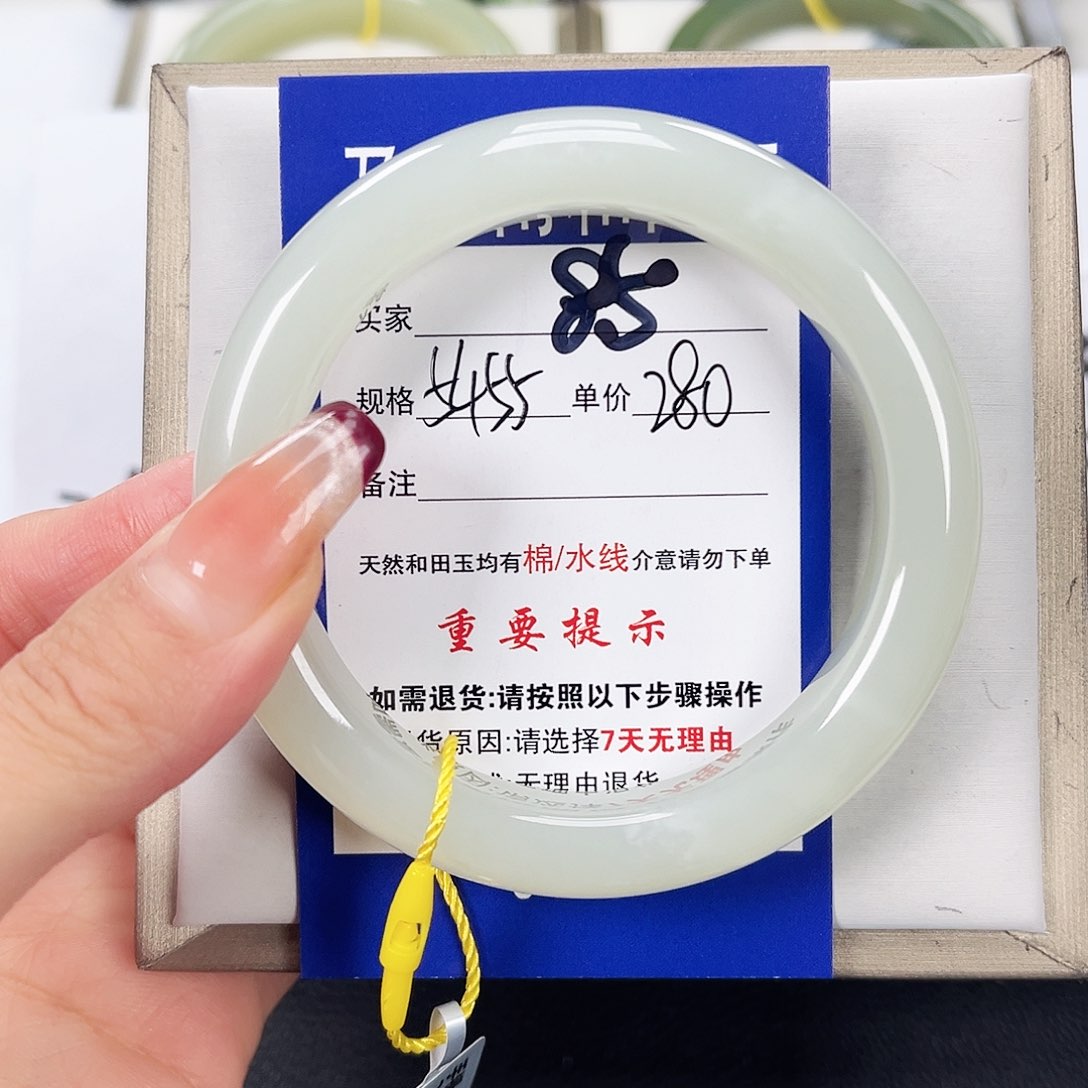 85
买家
规格 455 单价 280
备注
天然和田玉均有棉/水线介意请勿下单
重要提示
如需退货:请按照以下步骤操作
货原因:请选择7天无理由
无理由退货